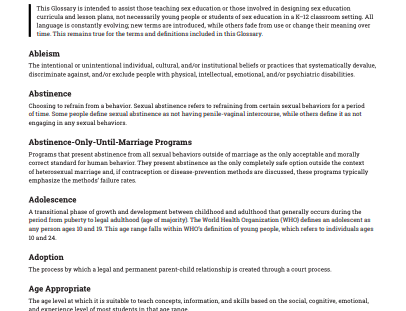 This Glossary is intended to assist those teaching sex education or those involved in designing sex education
curricula and lesson plans, not necessarily young people or students of sex education in a K–12 classroom setting. All
language is constantly evolving; new terms are introduced, while others fade from use or change their meaning over
time. This remains true for the terms and definitions included in this Glossary.
Ableism
The intentional or unintentional individual, cultural, and/or institutional beliefs or practices that systematically devalue,
discriminate against, and/or exclude people with physical, intellectual, emotional, and/or psychiatric disabilities.
Abstinence
Choosing to refrain from a behavior. Sexual abstinence refers to refraining from certain sexual behaviors for a period
of time. Some people define sexual abstinence as not having penile-vaginal intercourse, while others define it as not
engaging in any sexual behaviors.
Abstinence-Only-Until-Marriage Programs
Programs that present abstinence from all sexual behaviors outside of marriage as the only acceptable and morally
correct standard for human behavior. They present abstinence as the only completely safe option outside the context
of heterosexual marriage and, if contraception or disease-prevention methods are discussed, these programs typically
emphasize the methods' failure rates.
Adolescence
A transitional phase of growth and development between childhood and adulthood that generally occurs during the
period from puberty to legal adulthood (age of majority). The World Health Organization (WHO) defines an adolescent as
any person ages 10 and 19. This age range falls within WHO's definition of young people, which refers to individuals ages
10 and 24.
Adoption
The process by which a legal and permanent parent-child relationship is created through a court process.
Age Appropriate
The age level at which it is suitable to teach concepts, information, and skills based on the social, cognitive, emotional,
and experience level of most students in that age range.